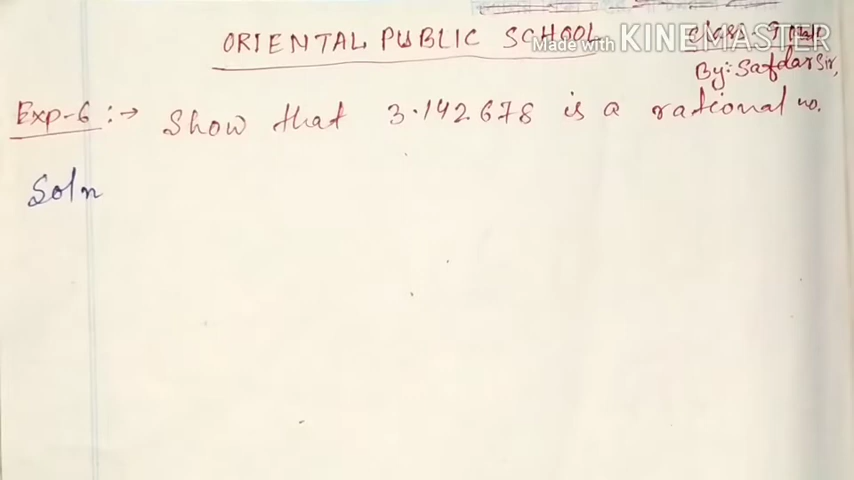 ORIENTAL PUBLIC SCHOOL
Made with KINEMASTER
By: Safdar Sir,
Exp-6 :→ Show that 3.142678 is a rational no.
Soln